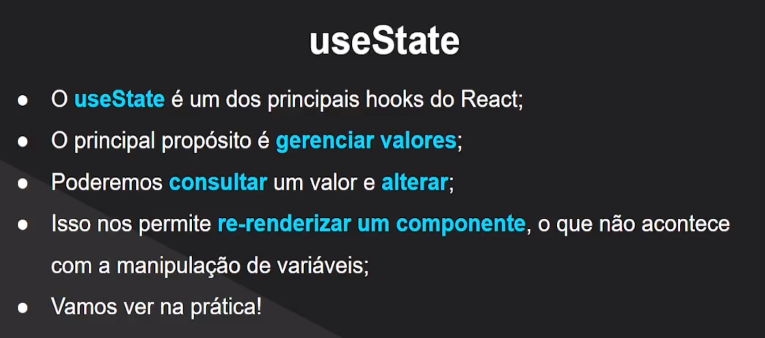 useState
● O useState é um dos principais hooks do React;
● O principal propósito é gerenciar valores;
● Poderemos consultar um valor e alterar;
● Isso nos permite re-renderizar um componente, o que não acontece
com a manipulação de variáveis;
● Vamos ver na prática!